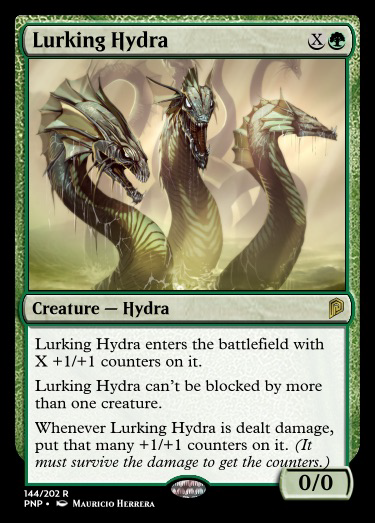 Lurking Hydra X
Creature — Hydra
Lurking Hydra enters the battlefield with
X +1/+1 counters on it.
Lurking Hydra can't be blocked by more
than one creature.
Whenever Lurking Hydra is dealt damage,
put that many +1/+1 counters on it. (It
must survive the damage to get the counters.)
0/0
144/202 R
PNP • Mauricio Herrera